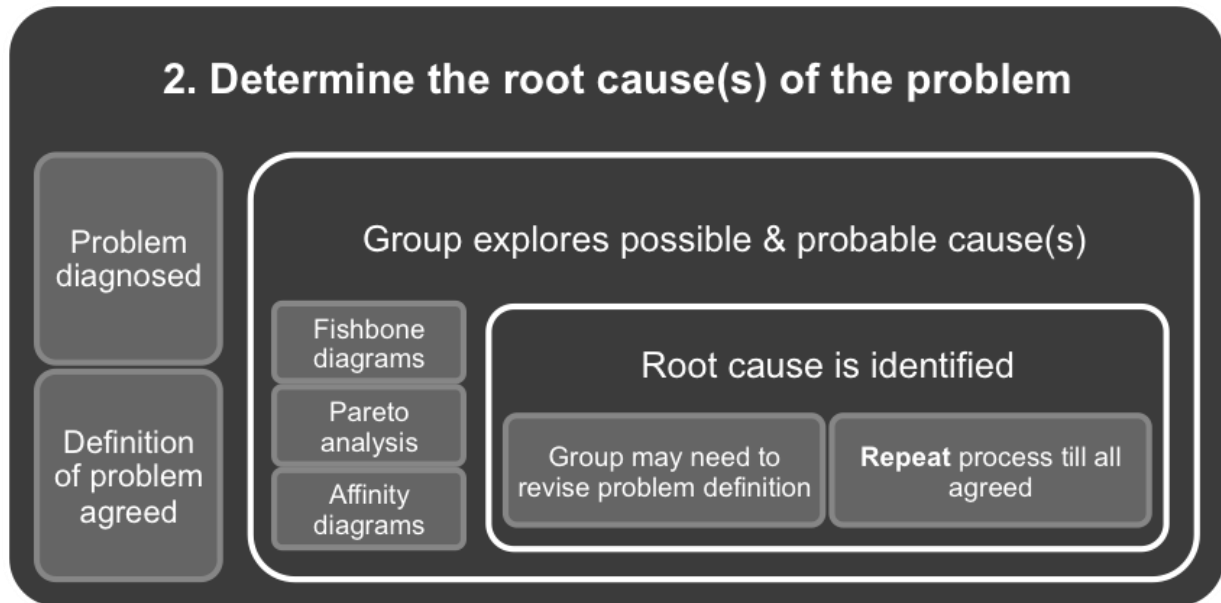 2. Determine the root cause(s) of the problem
Problem
diagnosed
Definition
of problem
agreed
Group explores possible & probable cause(s)
Fishbone
diagrams
Pareto
analysis
Affinity
diagrams
Root cause is identified
Group may need to
revise problem definition
Repeat process till all
agreed